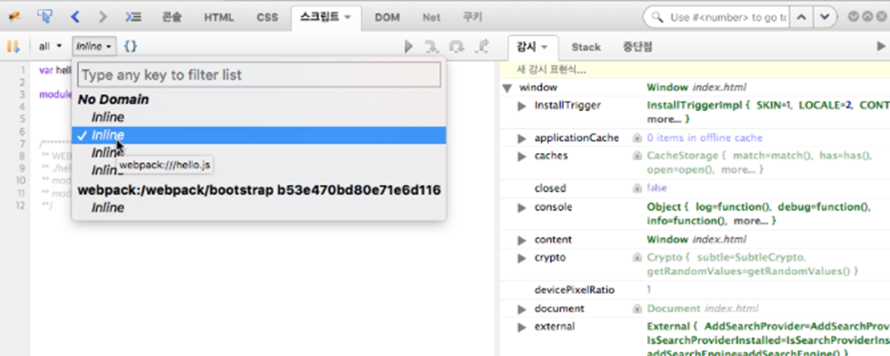 콘솔 HTML CSS 스크립트 DOM Net 쿠키 Use #<number> to go to
all Inline {} 감시 Stack 중단점
새 감시 표현식...
1 var hell
2
3 module
4
5
6
7 /********
8 ** WEB
9 ** ./hell
10 ** mod
11 ** mod
12 **/
Type any key to filter list
No Domain
Inline
✓ Inline
Inline
webpack:///hello.js
Inline
webpack:/webpack/bootstrap b53e470bd80e71e6d116
Inline
window Window index.html
InstallTrigger InstallTriggerImpl { SKIN=1, LOCALE=2, CONT
more... }
applicationCache 0 items in offline cache
caches CacheStorage { match=match(), has=has(),
open=open(), more... }
closed false
console Object { log=function(), debug=function(),
info=function(), more... }
content Window index.html
crypto Crypto { subtle=SubtleCrypto,
getRandomValues=getRandomValues() }
devicePixelRatio 1
document Document index.html
external External { AddSearchProvider=AddSearchProv
IsSearchProviderInstalled=IsSearchProviderInsta
addSearchEngine=addSearchEngine() }